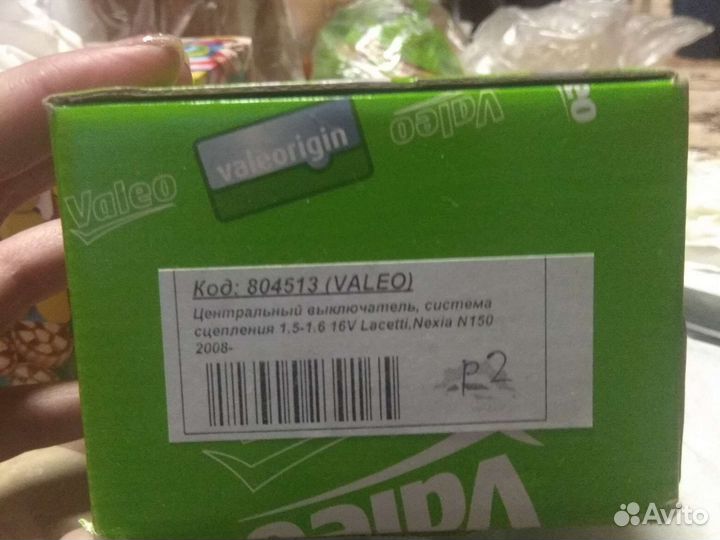 Valeo
valeorigin
Valeo
Valeo
Код: 804513 (VALEO)
Центральный выключатель, система
сцепления 1.5-1.6 16V Lacetti,Nexia N150
2008-
p2
Valeo
Avito